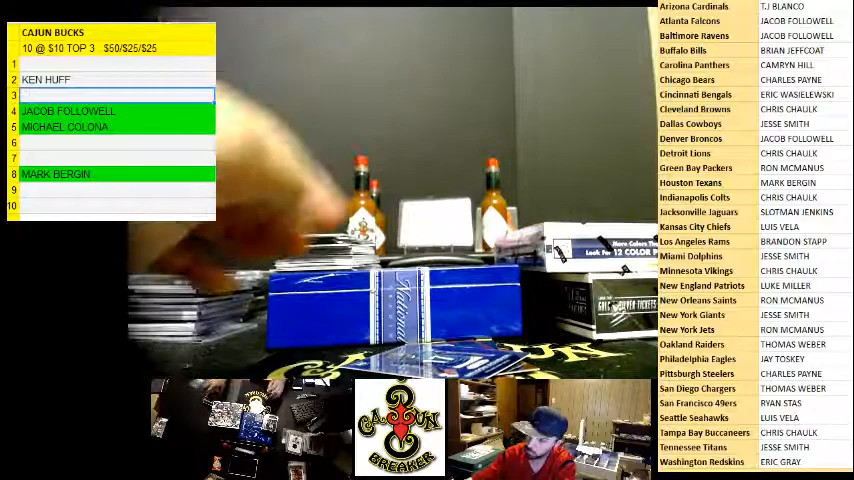 CAJUN BUCKS
10 @ $10 TOP 3 $50/$25/$25
1
2 KEN HUFF
3
4 JACOB FOLLOWELL
5 MICHAEL COLONA
6
7
8 MARK BERGIN
9
10
Arizona Cardinals T.J BLANCO
Atlanta Falcons JACOB FOLLOWELL
Baltimore Ravens JACOB FOLLOWELL
Buffalo Bills BRIAN JEFFCOAT
Carolina Panthers CAMRYN HILL
Chicago Bears CHARLES PAYNE
Cincinnati Bengals ERIC WASIELEWSKI
Cleveland Browns CHRIS CHAULK
Dallas Cowboys JESSE SMITH
Denver Broncos JACOB FOLLOWELL
Detroit Lions CHRIS CHAULK
Green Bay Packers RON MCMANUS
Houston Texans MARK BERGIN
Indianapolis Colts CHRIS CHAULK
Jacksonville Jaguars SLOTMAN JENKINS
Kansas City Chiefs LUIS VELA
Los Angeles Rams BRANDON STAPP
Miami Dolphins JESSE SMITH
Minnesota Vikings CHRIS CHAULK
New England Patriots LUKE MILLER
New Orleans Saints RON MCMANUS
New York Giants JESSE SMITH
New York Jets RON MCMANUS
Oakland Raiders THOMAS WEBER
Philadelphia Eagles JAY TOSKEY
Pittsburgh Steelers CHARLES PAYNE
San Diego Chargers THOMAS WEBER
San Francisco 49ers RYAN STAS
Seattle Seahawks LUIS VELA
Tampa Bay Buccaneers CHRIS CHAULK
Tennessee Titans JESSE SMITH
Washington Redskins ERIC GRAY
More Colors
Look For 12 COLOR
National
CAJUN
BREAKER